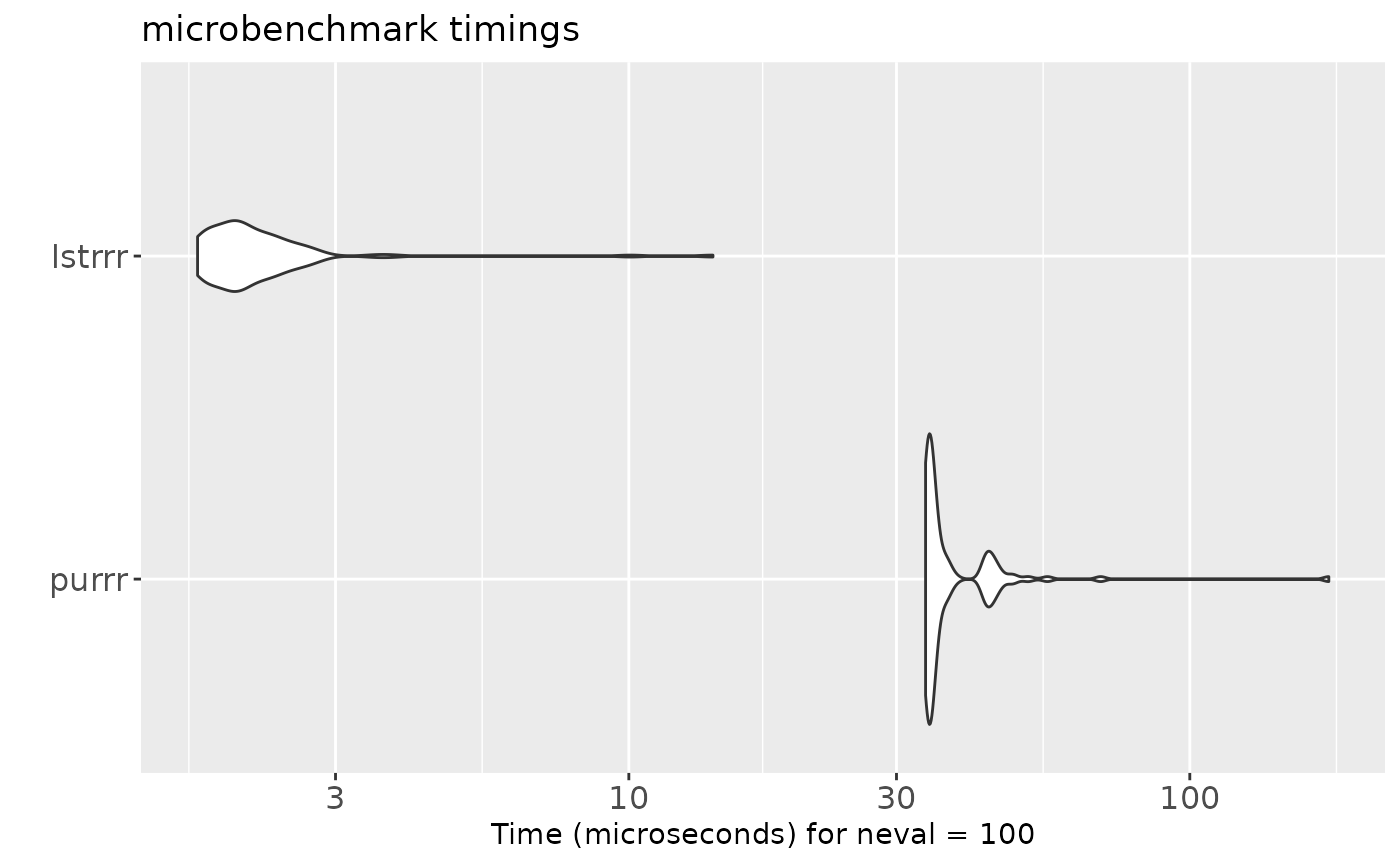 microbenchmark timings
lstrrr
purrr
3 10 30 100
Time (microseconds) for neval = 100